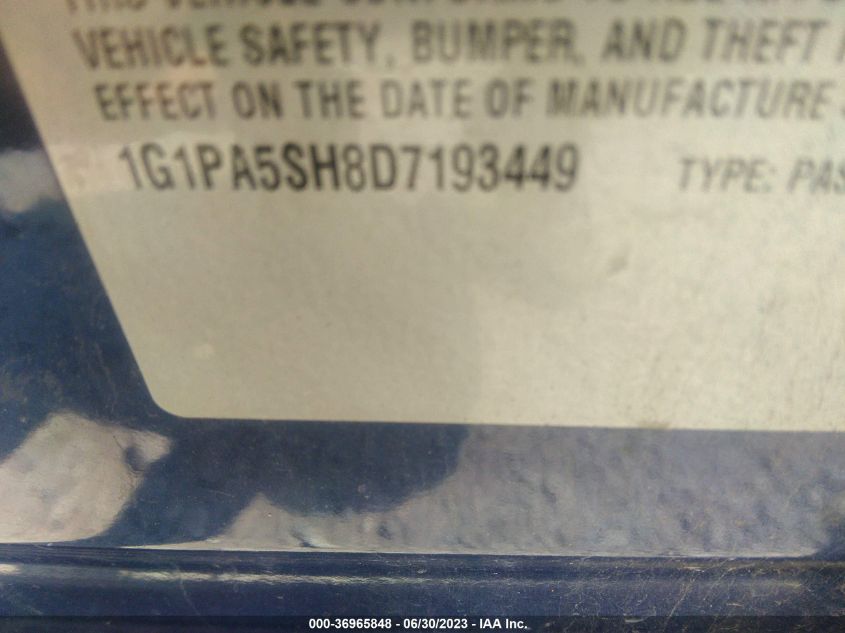 VEHICLE SAFETY, BUMPER, AND THEFT
EFFECT ON THE DATE OF MANUFACTURE
1G1PA5SH8D7193449 TYPE: PAS
000-36965848 - 06/30/2023 - IAA Inc.